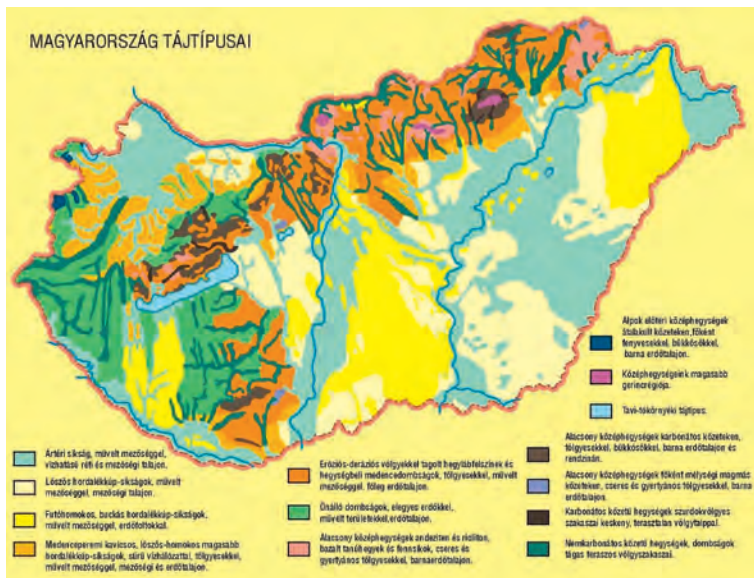 MAGYARORSZÁG TÁJTÍPUSAI
Alpok előtéri középhegységek
átalakult kőzeteken, főként
fenyvesekkel, bükkösökkel,
barna erdőtalajon.
Középhegységeink magasabb
gerincrégiója.
Tavi-tókörnyéki tájtípus
Ártéri síkság, művelt mezőséggel,
vízhatású réti és mezőségi talajon.
Lőszös hordalékkúp-síkságok, művelt
mezőséggel, mezőségi talajon.
Futóhomokos, buckás hordalékkúp-síkságok,
művelt mezőséggel, erdőfoltokkal.
Medenceperemi kavicsos, löszös-homokos magasabb
hordalékkúp-síkságok, sűrű vízhálózattal, tölgyesekkel,
művelt mezőséggel, mezőségi és erdőtalajon.
Eróziós-deráziós völgyekkel tagolt hegylábfelszínek és
hegységbeli medencedombságok, tölgyesekkel, művelt
mezőséggel, főleg erdőtalajon.
Önálló dombságok, elegyes erdőkkel,
művelt területekkel, erdőtalajon.
Alacsony középhegységek andeziten és rioliton,
bazalt tanúhegyek és fennsíkok, cseres és
gyertyános tölgyesekkel, barnaerdőtalajon.
Alacsony középhegységek karbonátos kőzeteken,
tölgyesekkel, bükkösökkel, barna erdőtalajon és
rendzinán.
Alacsony középhegységek főként mélységi magmás
kőzeteken, cseres és gyertyános tölgyesekkel, barna
erdőtalajon.
Karbonátos kőzetű hegységek szurdokvölgyes
szakaszai keskeny, terasztalan völgytalppal.
Nemkarbonátos kőzetű hegységek, dombságok
tágas teraszos völgyszakaszai.